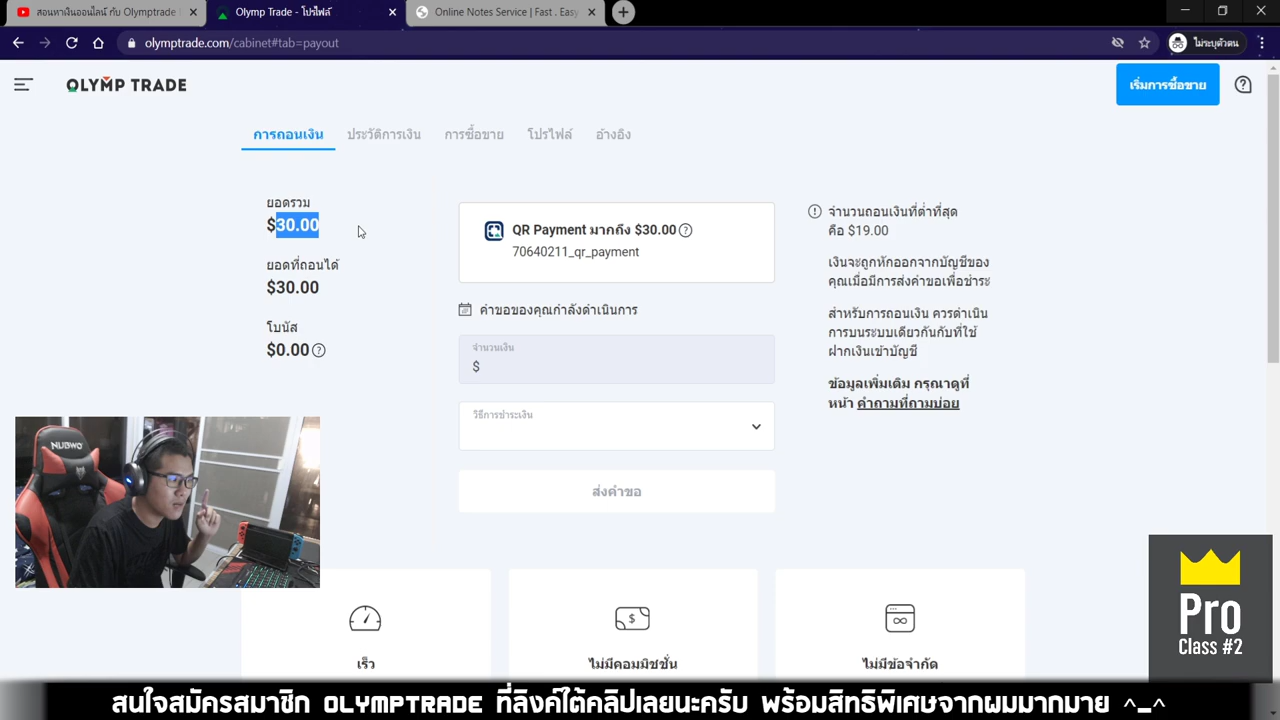 สอนหาเงินออนไลน์ กับ Olymptrade
Olymp Trade - โปรไฟล์
Online Notes Service | Fast . Easy
olymptrade.com/cabinet#tab=payout
ไม่ระบุตัวตน
OLYMP TRADE
เริ่มการซื้อขาย
การถอนเงิน
ประวัติการเงิน
การซื้อขาย
โปรไฟล์
อ้างอิง
ยอดรวม
$30.00
ยอดที่ถอนได้
$30.00
โบนัส
$0.00
QR Payment มากถึง $30.00
70640211_qr_payment
คำขอของคุณกำลังดำเนินการ
จำนวนเงิน
$
วิธีการชำระเงิน
ส่งคำขอ
จำนวนถอนเงินที่ต่ำที่สุด
คือ $19.00
เงินจะถูกหักออกจากบัญชีของ
คุณเมื่อมีการส่งคำขอเพื่อชำระ
สำหรับการถอนเงิน ควรดำเนิน
การบนระบบเดียวกันกับที่ใช้
ฝากเงินเข้าบัญชี
ข้อมูลเพิ่มเติม กรุณาดูที่
หน้า คำถามที่ถามบ่อย
NUBWO
เร็ว
$
ไม่มีคอมมิชชั่น
ไม่มีข้อจำกัด
Pro
Class #2
สนใจสมัครสมาชิก OLYMPTRADE ที่ลิงค์ใต้คลิปเลยนะครับ พร้อมสิทธิพิเศษจากผมมากมาย ^_^